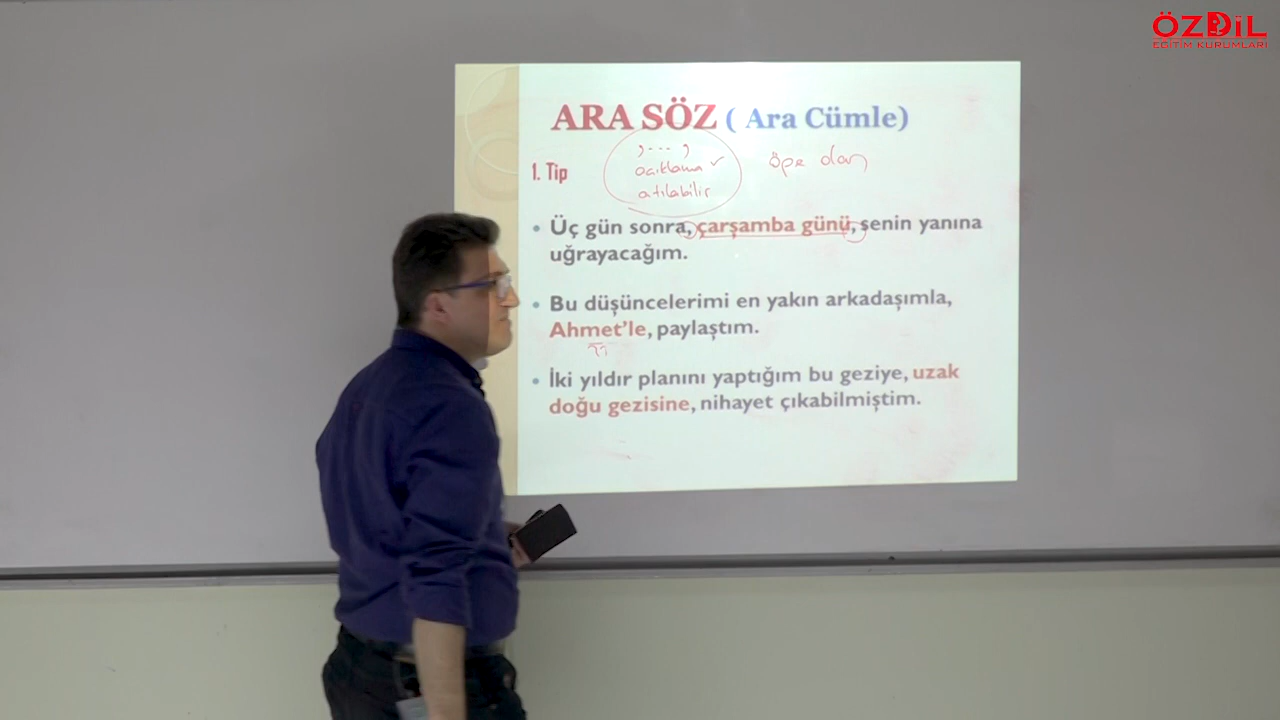 ÖZDİL
EĞİTİM KURUMLARI
ARA SÖZ ( Ara Cümle)
, ... ,
1. Tip
açıklama ✓
öge olan
atılabilir
• Üç gün sonra, çarşamba günü, senin yanına
uğrayacağım.
• Bu düşüncelerimi en yakın arkadaşımla,
Ahmet’le, paylaştım.
• İki yıldır planını yaptığım bu geziye, uzak
doğu gezisine, nihayet çıkabilmiştim.